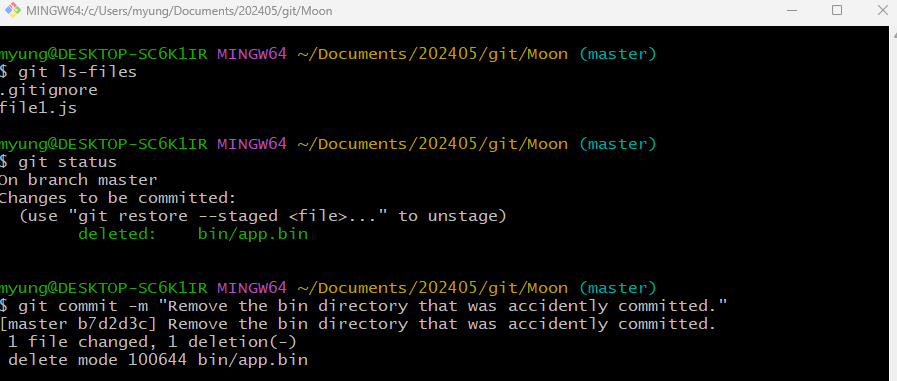 MINGW64:/c/Users/myung/Documents/202405/git/Moon
myung@DESKTOP-SC6K1IR MINGW64 ~/Documents/202405/git/Moon (master)
$ git ls-files
.gitignore
file1.js
myung@DESKTOP-SC6K1IR MINGW64 ~/Documents/202405/git/Moon (master)
$ git status
On branch master
Changes to be committed:
  (use "git restore --staged <file>..." to unstage)
        deleted:    bin/app.bin
myung@DESKTOP-SC6K1IR MINGW64 ~/Documents/202405/git/Moon (master)
$ git commit -m "Remove the bin directory that was accidently committed."
[master b7d2d3c] Remove the bin directory that was accidently committed.
 1 file changed, 1 deletion(-)
 delete mode 100644 bin/app.bin